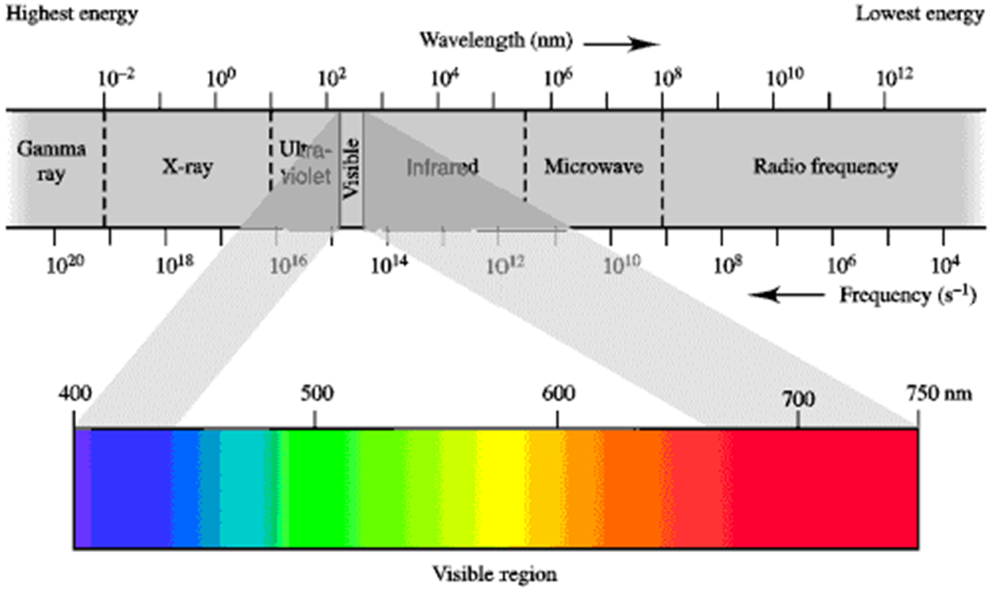 Highest energy Lowest energy
Wavelength (nm)
10⁻² 10⁰ 10² 10⁴ 10⁶ 10⁸ 10¹⁰ 10¹²
Gamma
ray
X-ray
Ultra-
violet
Visible
Infrared
Microwave
Radio frequency
10²⁰ 10¹⁸ 10¹⁶ 10¹⁴ 10¹² 10¹⁰ 10⁸ 10⁶ 10⁴
Frequency (s⁻¹)
400 500 600 700 750 nm
Visible region